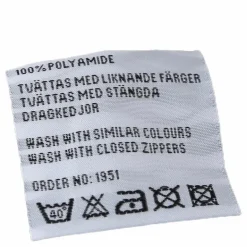 100% POLYAMIDE
TVÄTTAS MED LIKNANDE FÄRGER
TVÄTTAS MED STÄNGDA
DRAGKEDJOR
WASH WITH SIMILAR COLOURS
WASH WITH CLOSED ZIPPERS
ORDER NO: 1951
40°